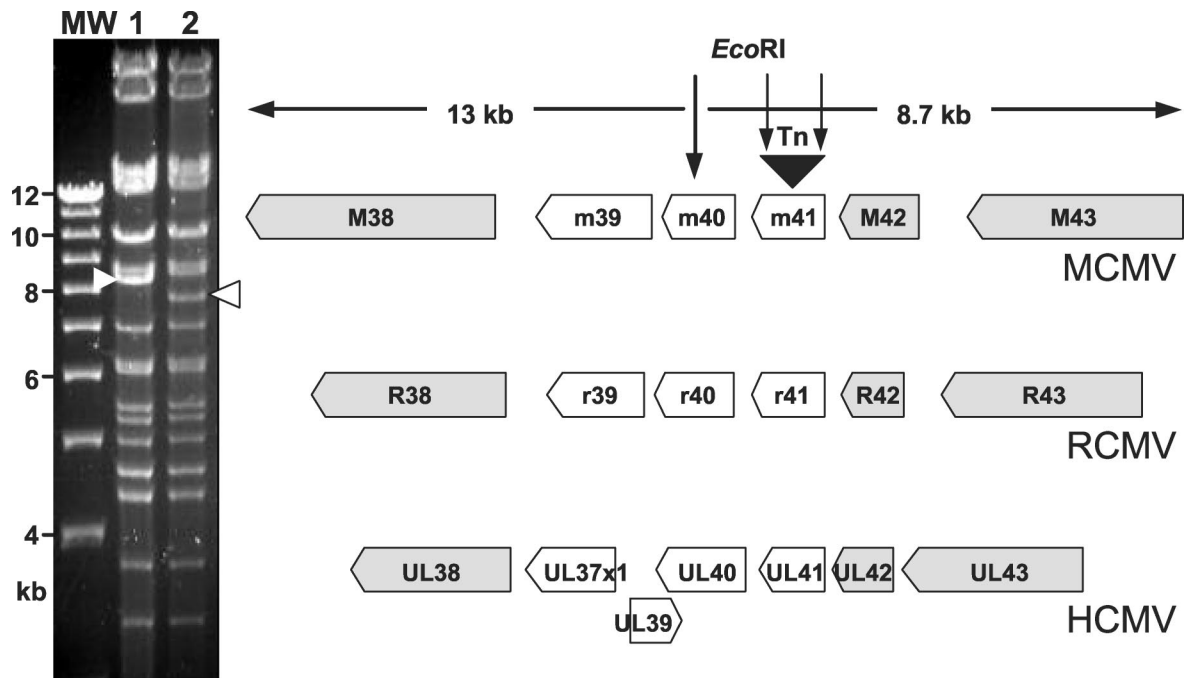 MW 1 2
EcoRI
13 kb 8.7 kb
Tn
12
10
8
6
4
kb
M38 m39 m40 m41 M42 M43
MCMV
R38 r39 r40 r41 R42 R43
RCMV
UL38 UL37x1 UL40 UL41 UL42 UL43
UL39
HCMV